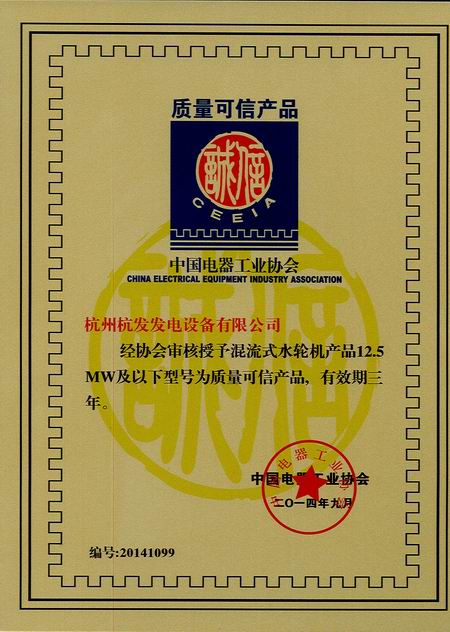 质量可信产品
誠信
CEEIA
中国电器工业协会
CHINA ELECTRICAL EQUIPMENT INDUSTRY ASSOCIATION
杭州杭发发电设备有限公司
经协会审核授予混流式水轮机产品12.5
MW及以下型号为质量可信产品，有效期三
年。
中国电器工业协会
二〇一四年九月
编号:20141099